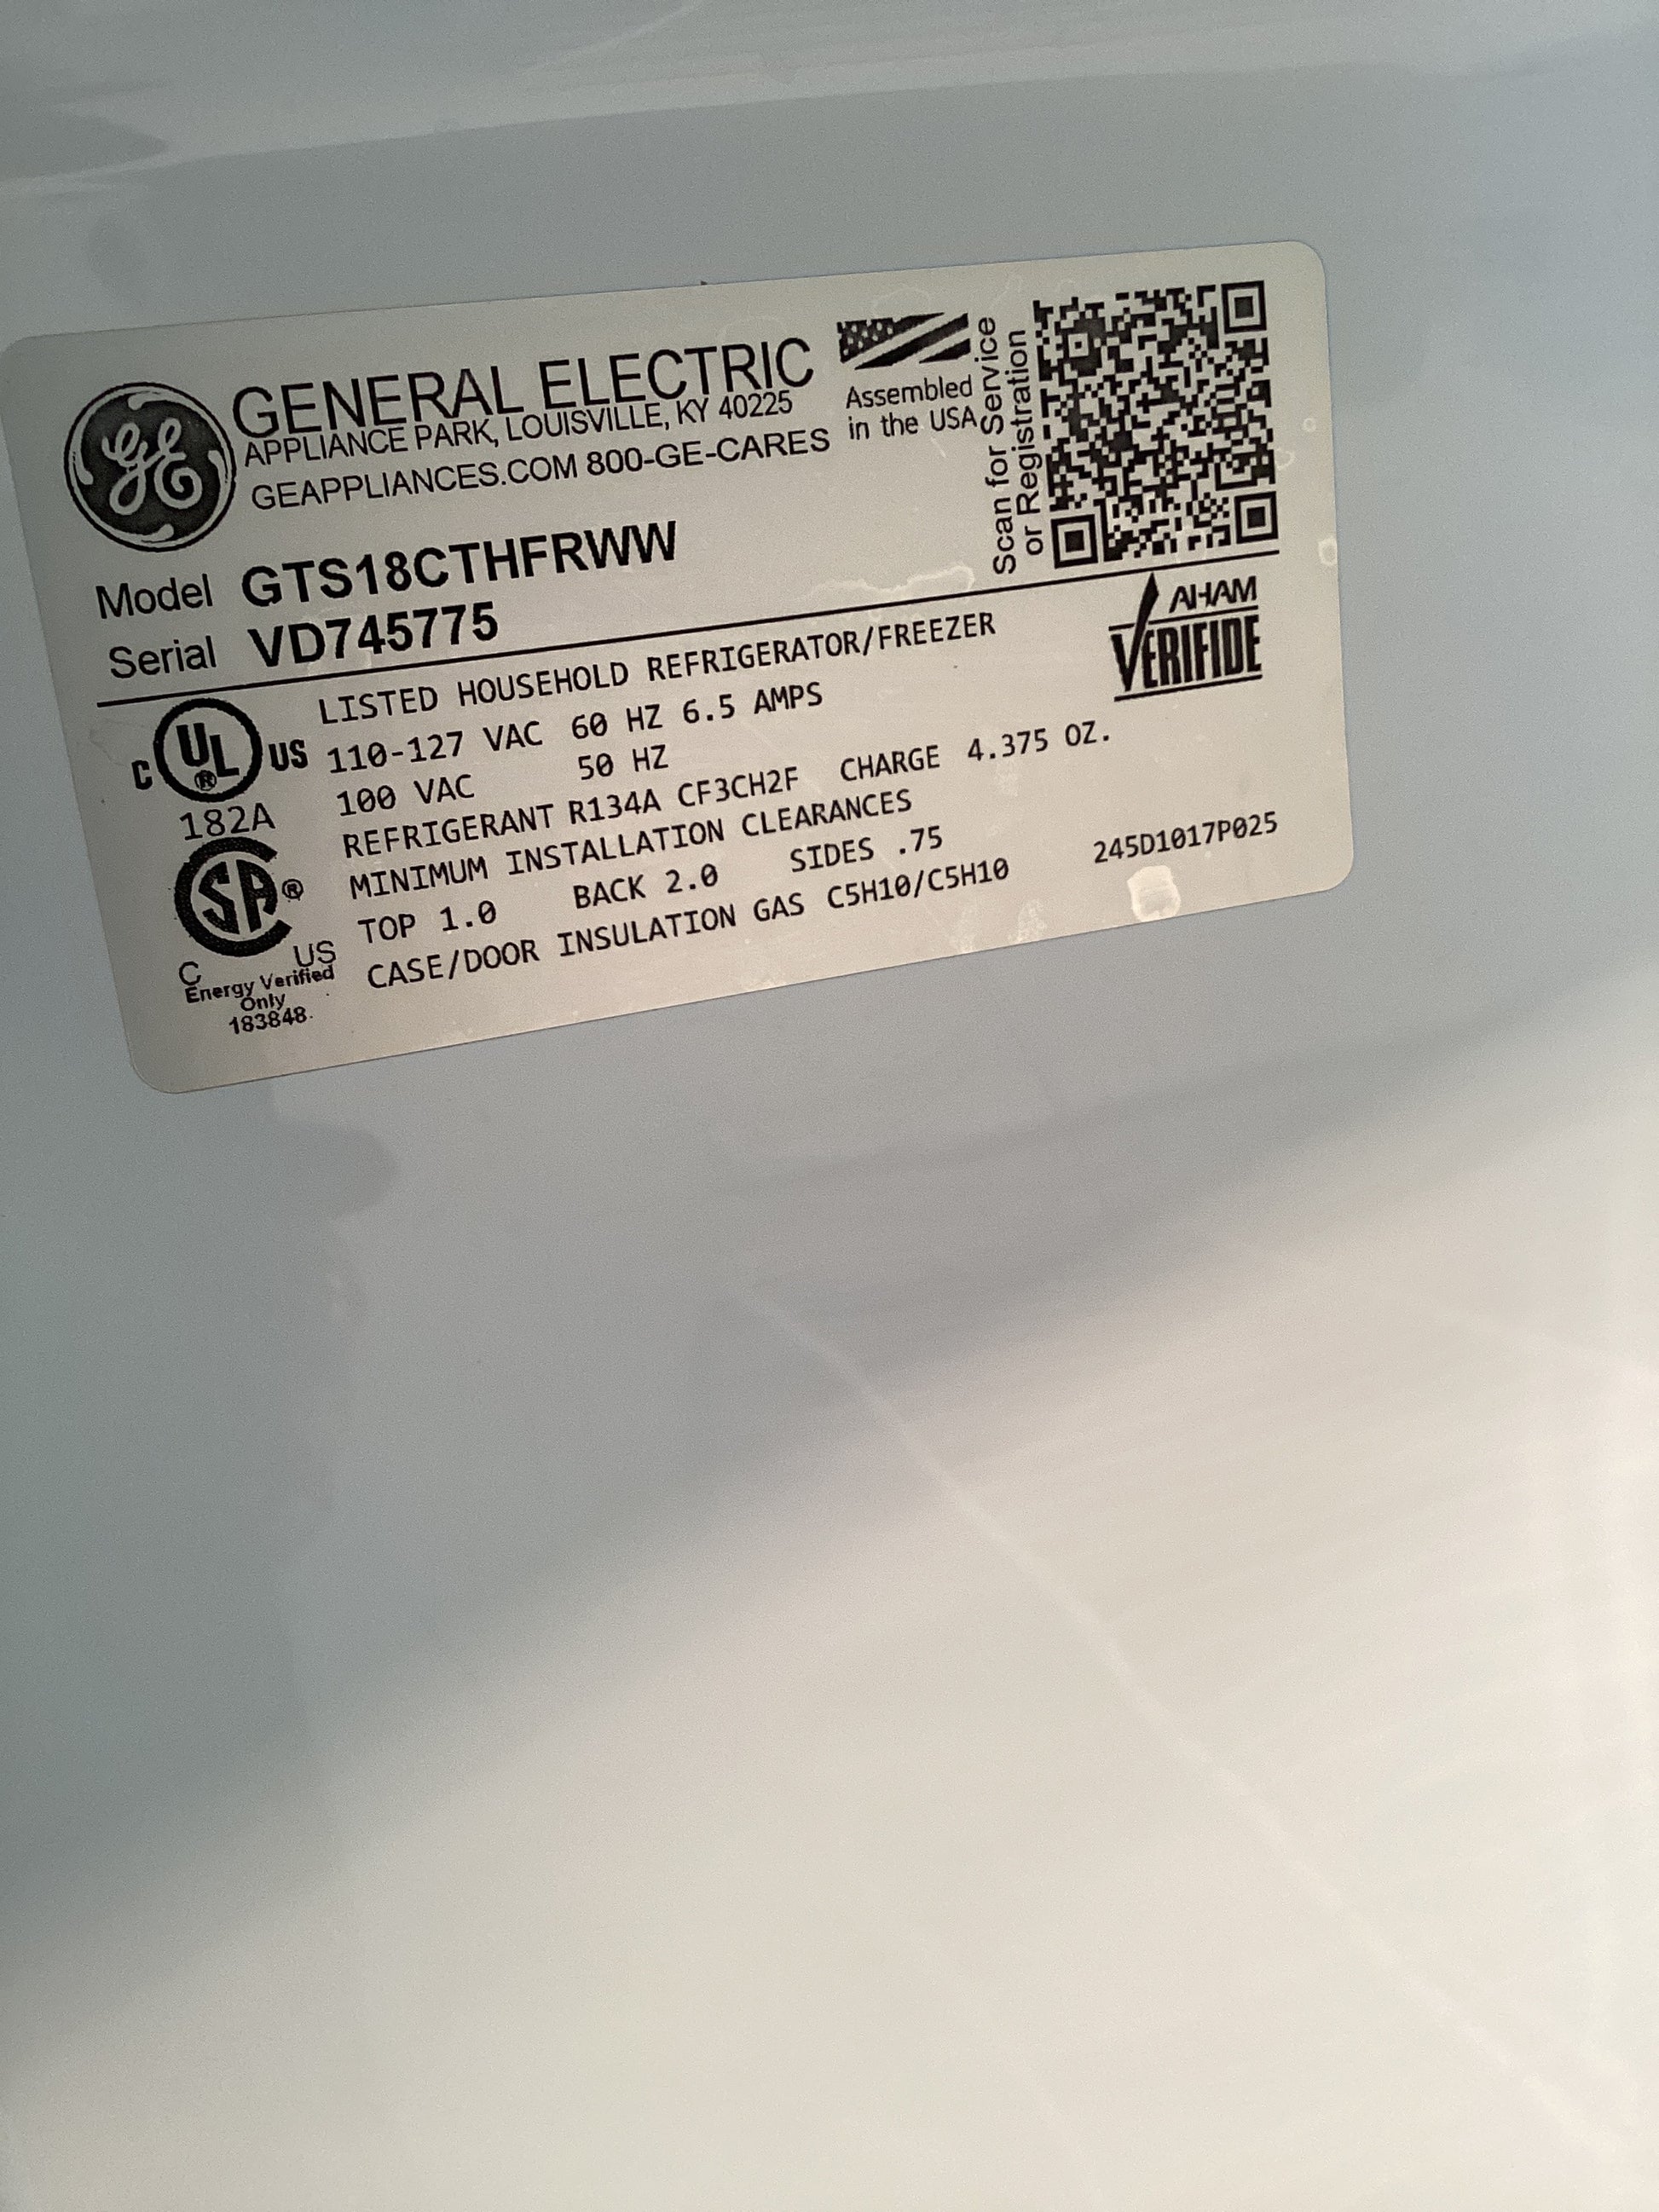 GE
GENERAL ELECTRIC
APPLIANCE PARK, LOUISVILLE, KY 40225
GEAPPLIANCES.COM 800-GE-CARES
Assembled
in the USA
Scan for Service
or Registration
Model GTS18CTHFRWW
Serial VD745775
AHAM
VERIFIDE
C UL® US
182A
LISTED HOUSEHOLD REFRIGERATOR/FREEZER
110-127 VAC 60 HZ 6.5 AMPS
100 VAC 50 HZ
REFRIGERANT R134A CF3CH2F CHARGE 4.375 OZ.
MINIMUM INSTALLATION CLEARANCES
TOP 1.0 BACK 2.0 SIDES .75
CASE/DOOR INSULATION GAS C5H10/C5H10
245D1017P025
SA®
C US
Energy Verified
Only
183848